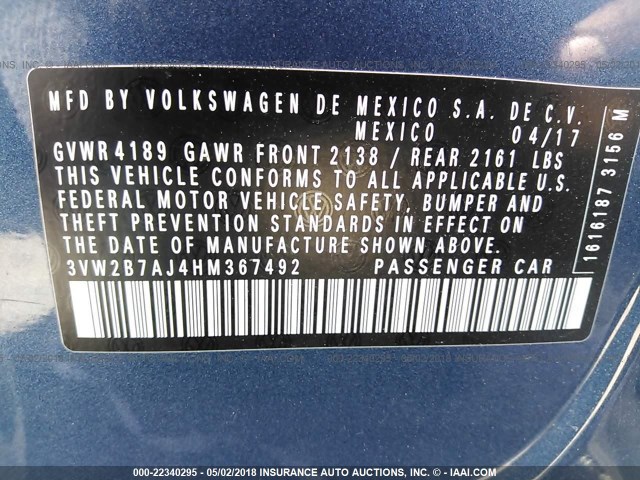 MFD BY VOLKSWAGEN DE MEXICO S.A. DE C.V.
MEXICO 04/17
GVWR 4189 GAWR FRONT 2138 / REAR 2161 LBS
THIS VEHICLE CONFORMS TO ALL APPLICABLE U.S.
FEDERAL MOTOR VEHICLE SAFETY, BUMPER AND
THEFT PREVENTION STANDARDS IN EFFECT ON
THE DATE OF MANUFACTURE SHOWN ABOVE.
3VW2B7AJ4HM367492 PASSENGER CAR
1616187 3156 M
000-22340295 - 05/02/2018 INSURANCE AUTO AUCTIONS, INC. - IAAI.COM